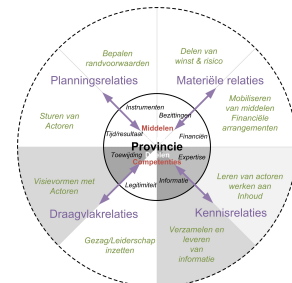 Bepalen
randvoorwaarden
Delen van
winst & risico
Planningsrelaties
Materiële relaties
Sturen van
Actoren
Mobiliseren
van middelen
Financiële
arrangementen
Instrumenten
Bezittingen
Tijd/resultaat
Middelen
Financiën
Provincie
Toewijding
Competenties
Expertise
Legitimiteit
Informatie
Visievormen met
Actoren
Leren van actoren
werken aan
Inhoud
Draagvlakrelaties
Kennisrelaties
Gezag/Leiderschap
inzetten
Verzamelen en
leveren
van
informatie